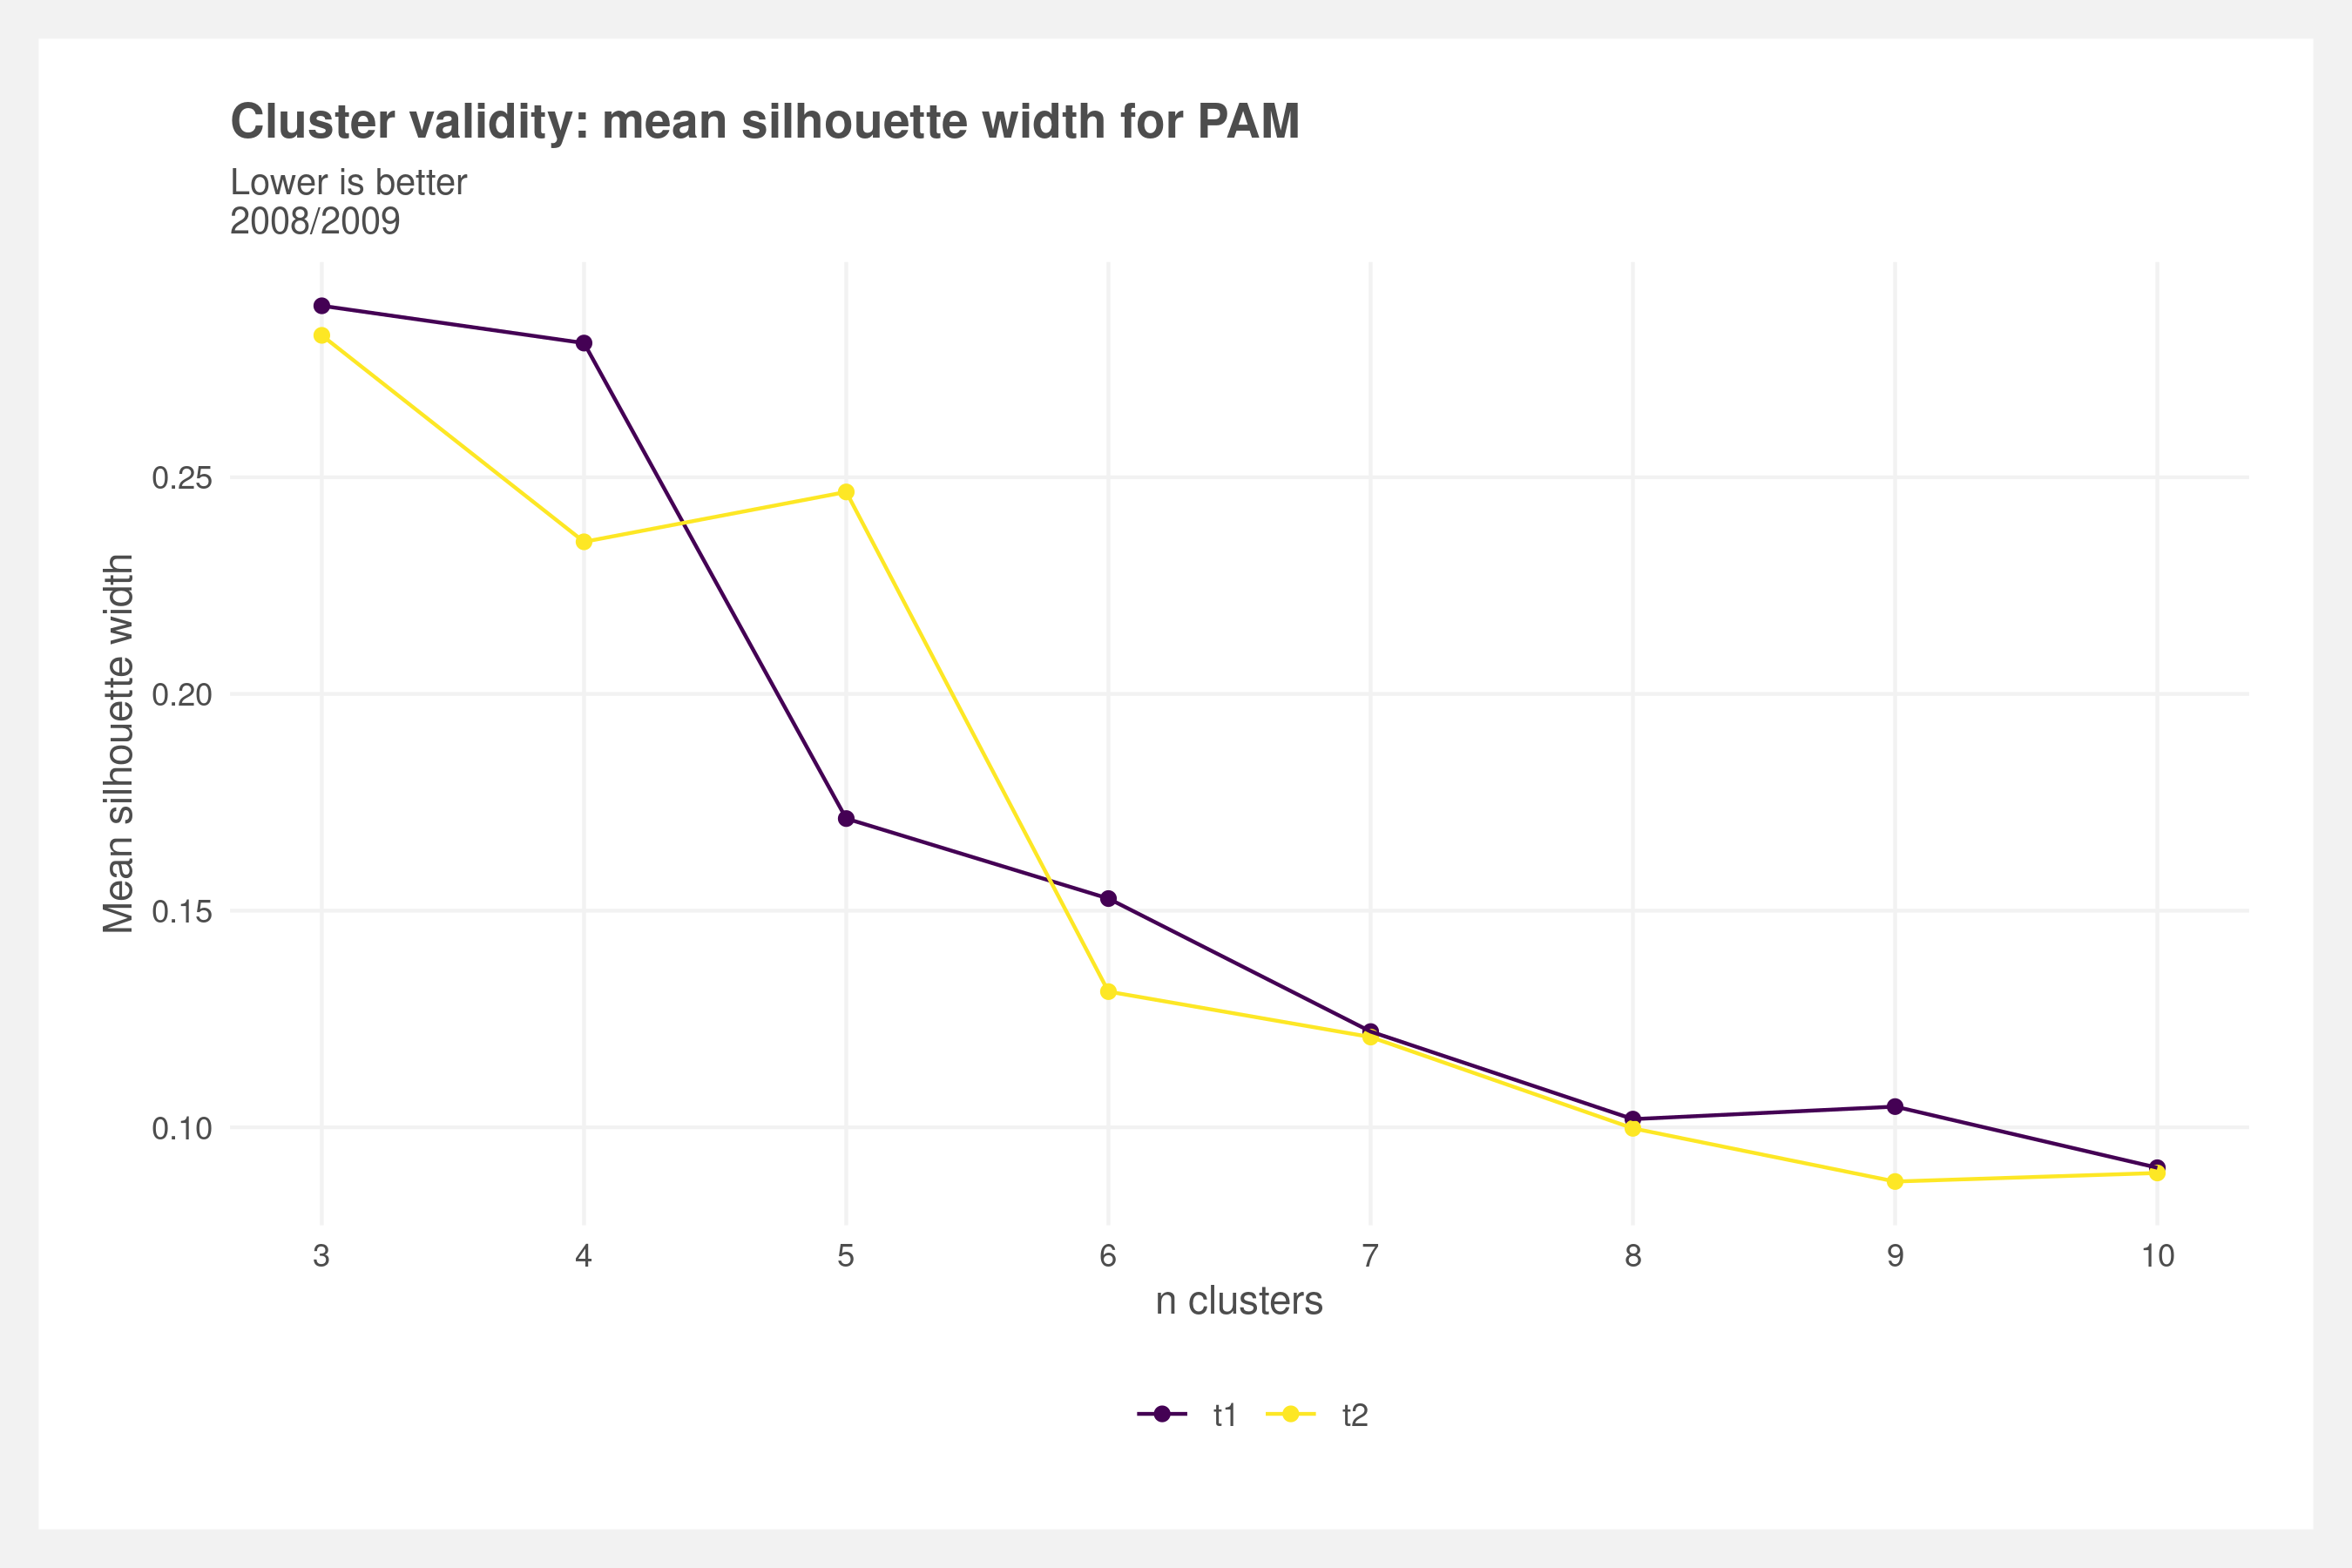 Cluster validity: mean silhouette width for PAM
Lower is better
2008/2009
Mean silhouette width
0.25
0.20
0.15
0.10
3 4 5 6 7 8 9 10
n clusters
t1 t2